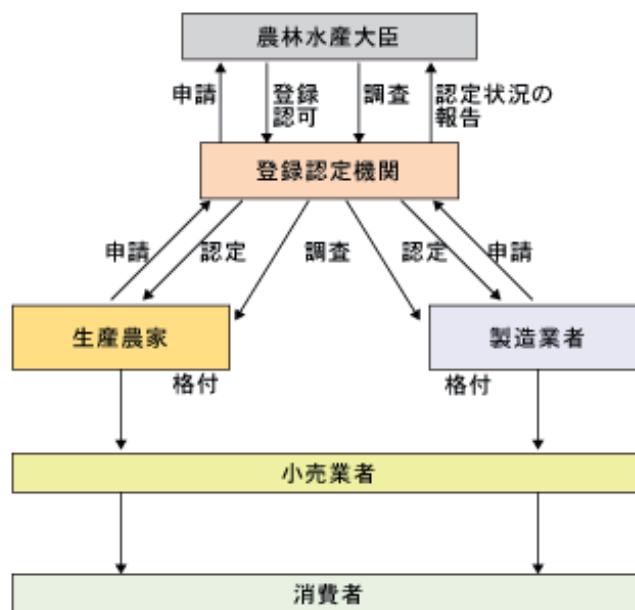 農林水産大臣
申請
登録
認可
調査
認定状況の
報告
登録認定機関
申請
認定
調査
認定
申請
生産農家
製造業者
格付
格付
小売業者
消費者